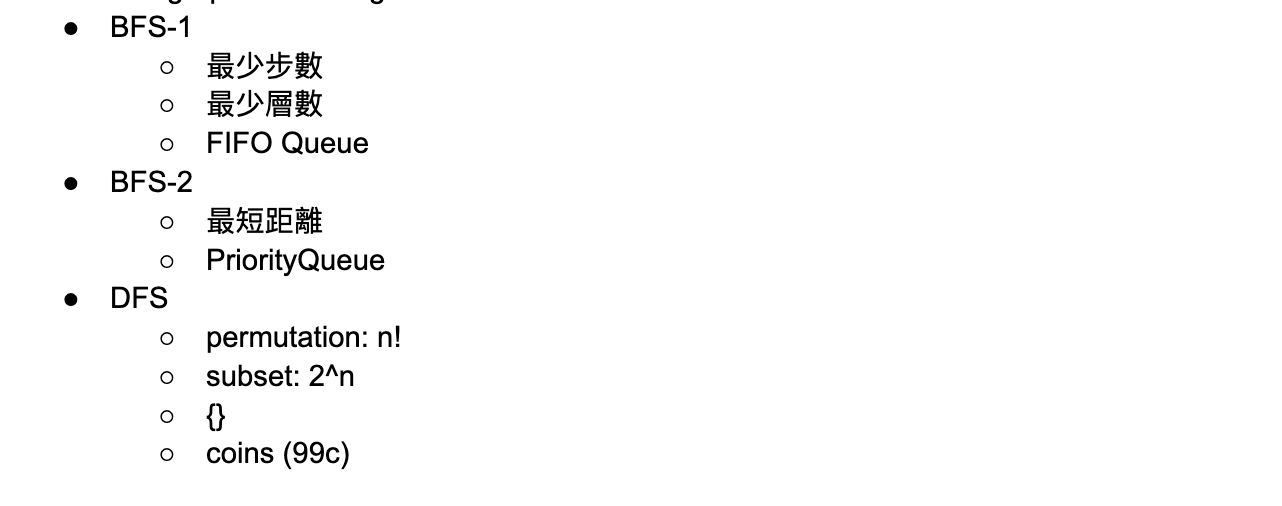 ● BFS-1
○ 最少步數
○ 最少層數
○ FIFO Queue
● BFS-2
○ 最短距離
○ PriorityQueue
● DFS
○ permutation: n!
○ subset: 2^n
○ {}
○ coins (99c)